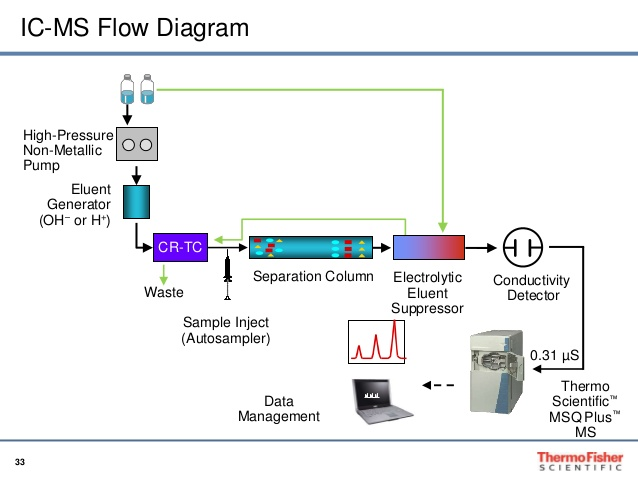 IC-MS Flow Diagram
High-Pressure
Non-Metallic
Pump
Eluent
Generator
(OH– or H+)
CR-TC
Waste
Sample Inject
(Autosampler)
Separation Column
Electrolytic
Eluent
Suppressor
Conductivity
Detector
0.31 µS
Thermo
Scientific™
MSQ Plus™
MS
Data
Management
33
ThermoFisher
SCIENTIFIC